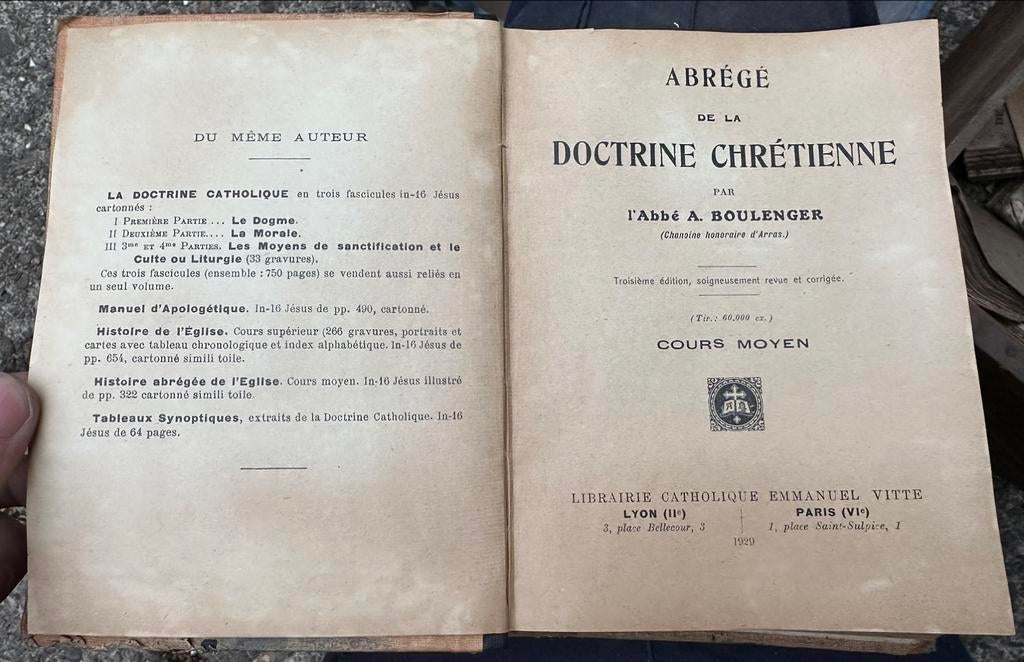 DU MÊME AUTEUR
LA DOCTRINE CATHOLIQUE en trois fascicules in-16 Jésus
cartonnés :
I PREMIÈRE PARTIE ... Le Dogme.
II DEUXIÈME PARTIE.... La Morale.
III 3me ET 4me PARTIES. Les Moyens de sanctification et le
Culte ou Liturgie (33 gravures).
Ces trois fascicules (ensemble : 750 pages) se vendent aussi reliés en
un seul volume.
Manuel d'Apologétique. In-16 Jésus de pp. 490, cartonné.
Histoire de l'Église. Cours supérieur (266 gravures, portraits et
cartes avec tableau chronologique et index alphabétique. In-16 Jésus de
pp. 654, cartonné simili toile.
Histoire abrégée de l'Eglise. Cours moyen. In-16 Jésus illustré
de pp. 322 cartonné simili toile.
Tableaux Synoptiques, extraits de la Doctrine Catholique. In-16
Jésus de 64 pages.
ABRÉGÉ
DE LA
DOCTRINE CHRÉTIENNE
PAR
l'Abbé A. BOULENGER
(Chanoine honoraire d'Arras.)
Troisième édition, soigneusement revue et corrigée.
(Tir.: 60.000 ex.)
COURS MOYEN
LIBRAIRIE CATHOLIQUE EMMANUEL VITTE
LYON (IIe) PARIS (VIe)
3, place Bellecour, 3 1, place Saint-Sulpice, 1
1929